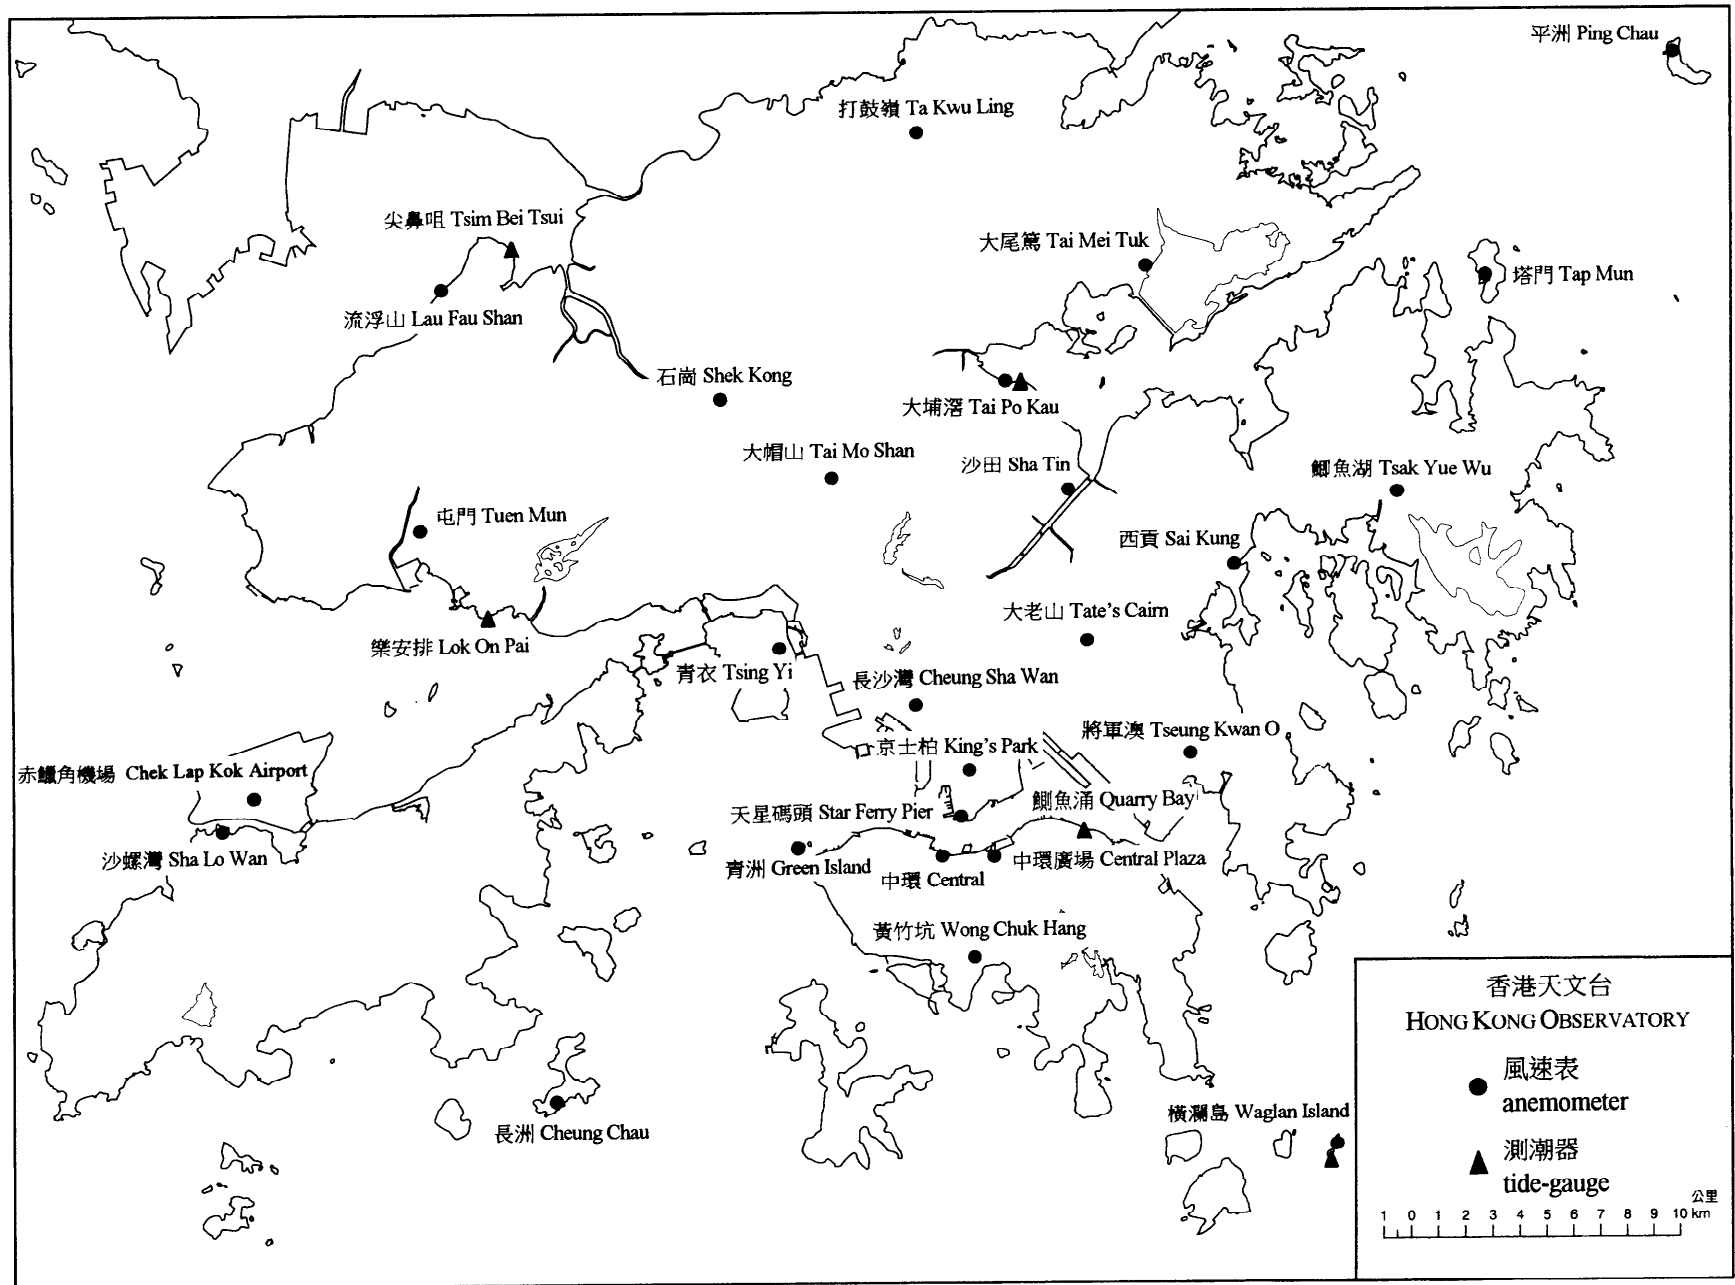 平洲 Ping Chau
打鼓嶺 Ta Kwu Ling
尖鼻咀 Tsim Bei Tsui
大尾篤 Tai Mei Tuk
塔門 Tap Mun
流浮山 Lau Fau Shan
石崗 Shek Kong
大埔滘 Tai Po Kau
大帽山 Tai Mo Shan
沙田 Sha Tin
鯽魚湖 Tsak Yue Wu
屯門 Tuen Mun
西貢 Sai Kung
大老山 Tate's Cairn
樂安排 Lok On Pai
青衣 Tsing Yi
長沙灣 Cheung Sha Wan
將軍澳 Tseung Kwan O
京士柏 King's Park
赤鱲角機場 Chek Lap Kok Airport
鰂魚涌 Quarry Bay
天星碼頭 Star Ferry Pier
沙螺灣 Sha Lo Wan
青洲 Green Island
中環 Central
中環廣場 Central Plaza
黃竹坑 Wong Chuk Hang
橫瀾島 Waglan Island
長洲 Cheung Chau
香港天文台
HONG KONG OBSERVATORY
風速表
anemometer
測潮器
tide-gauge
公里
1 0 1 2 3 4 5 6 7 8 9 10 km